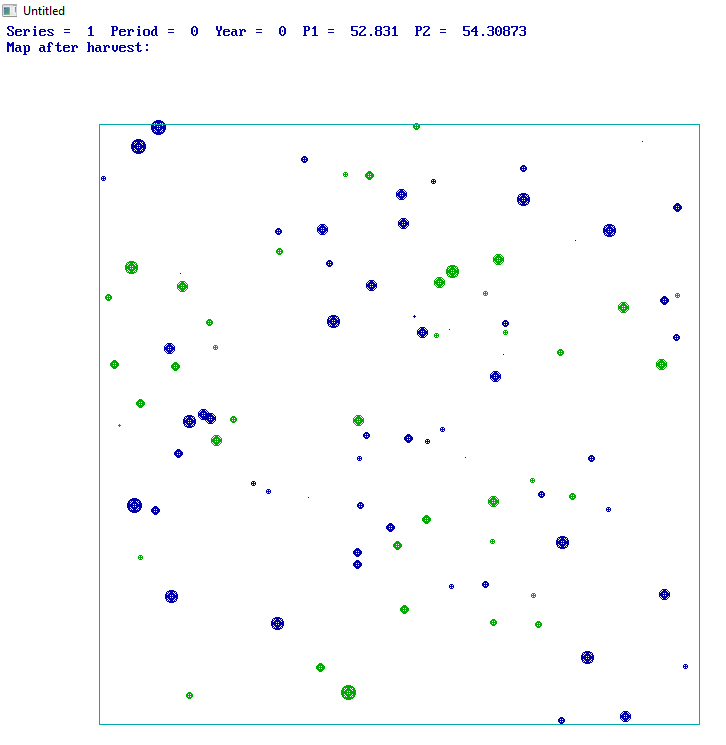 Untitled
Series =  1  Period =  0  Year =  0  P1 =  52.831  P2 =  54.30873
Map after harvest: